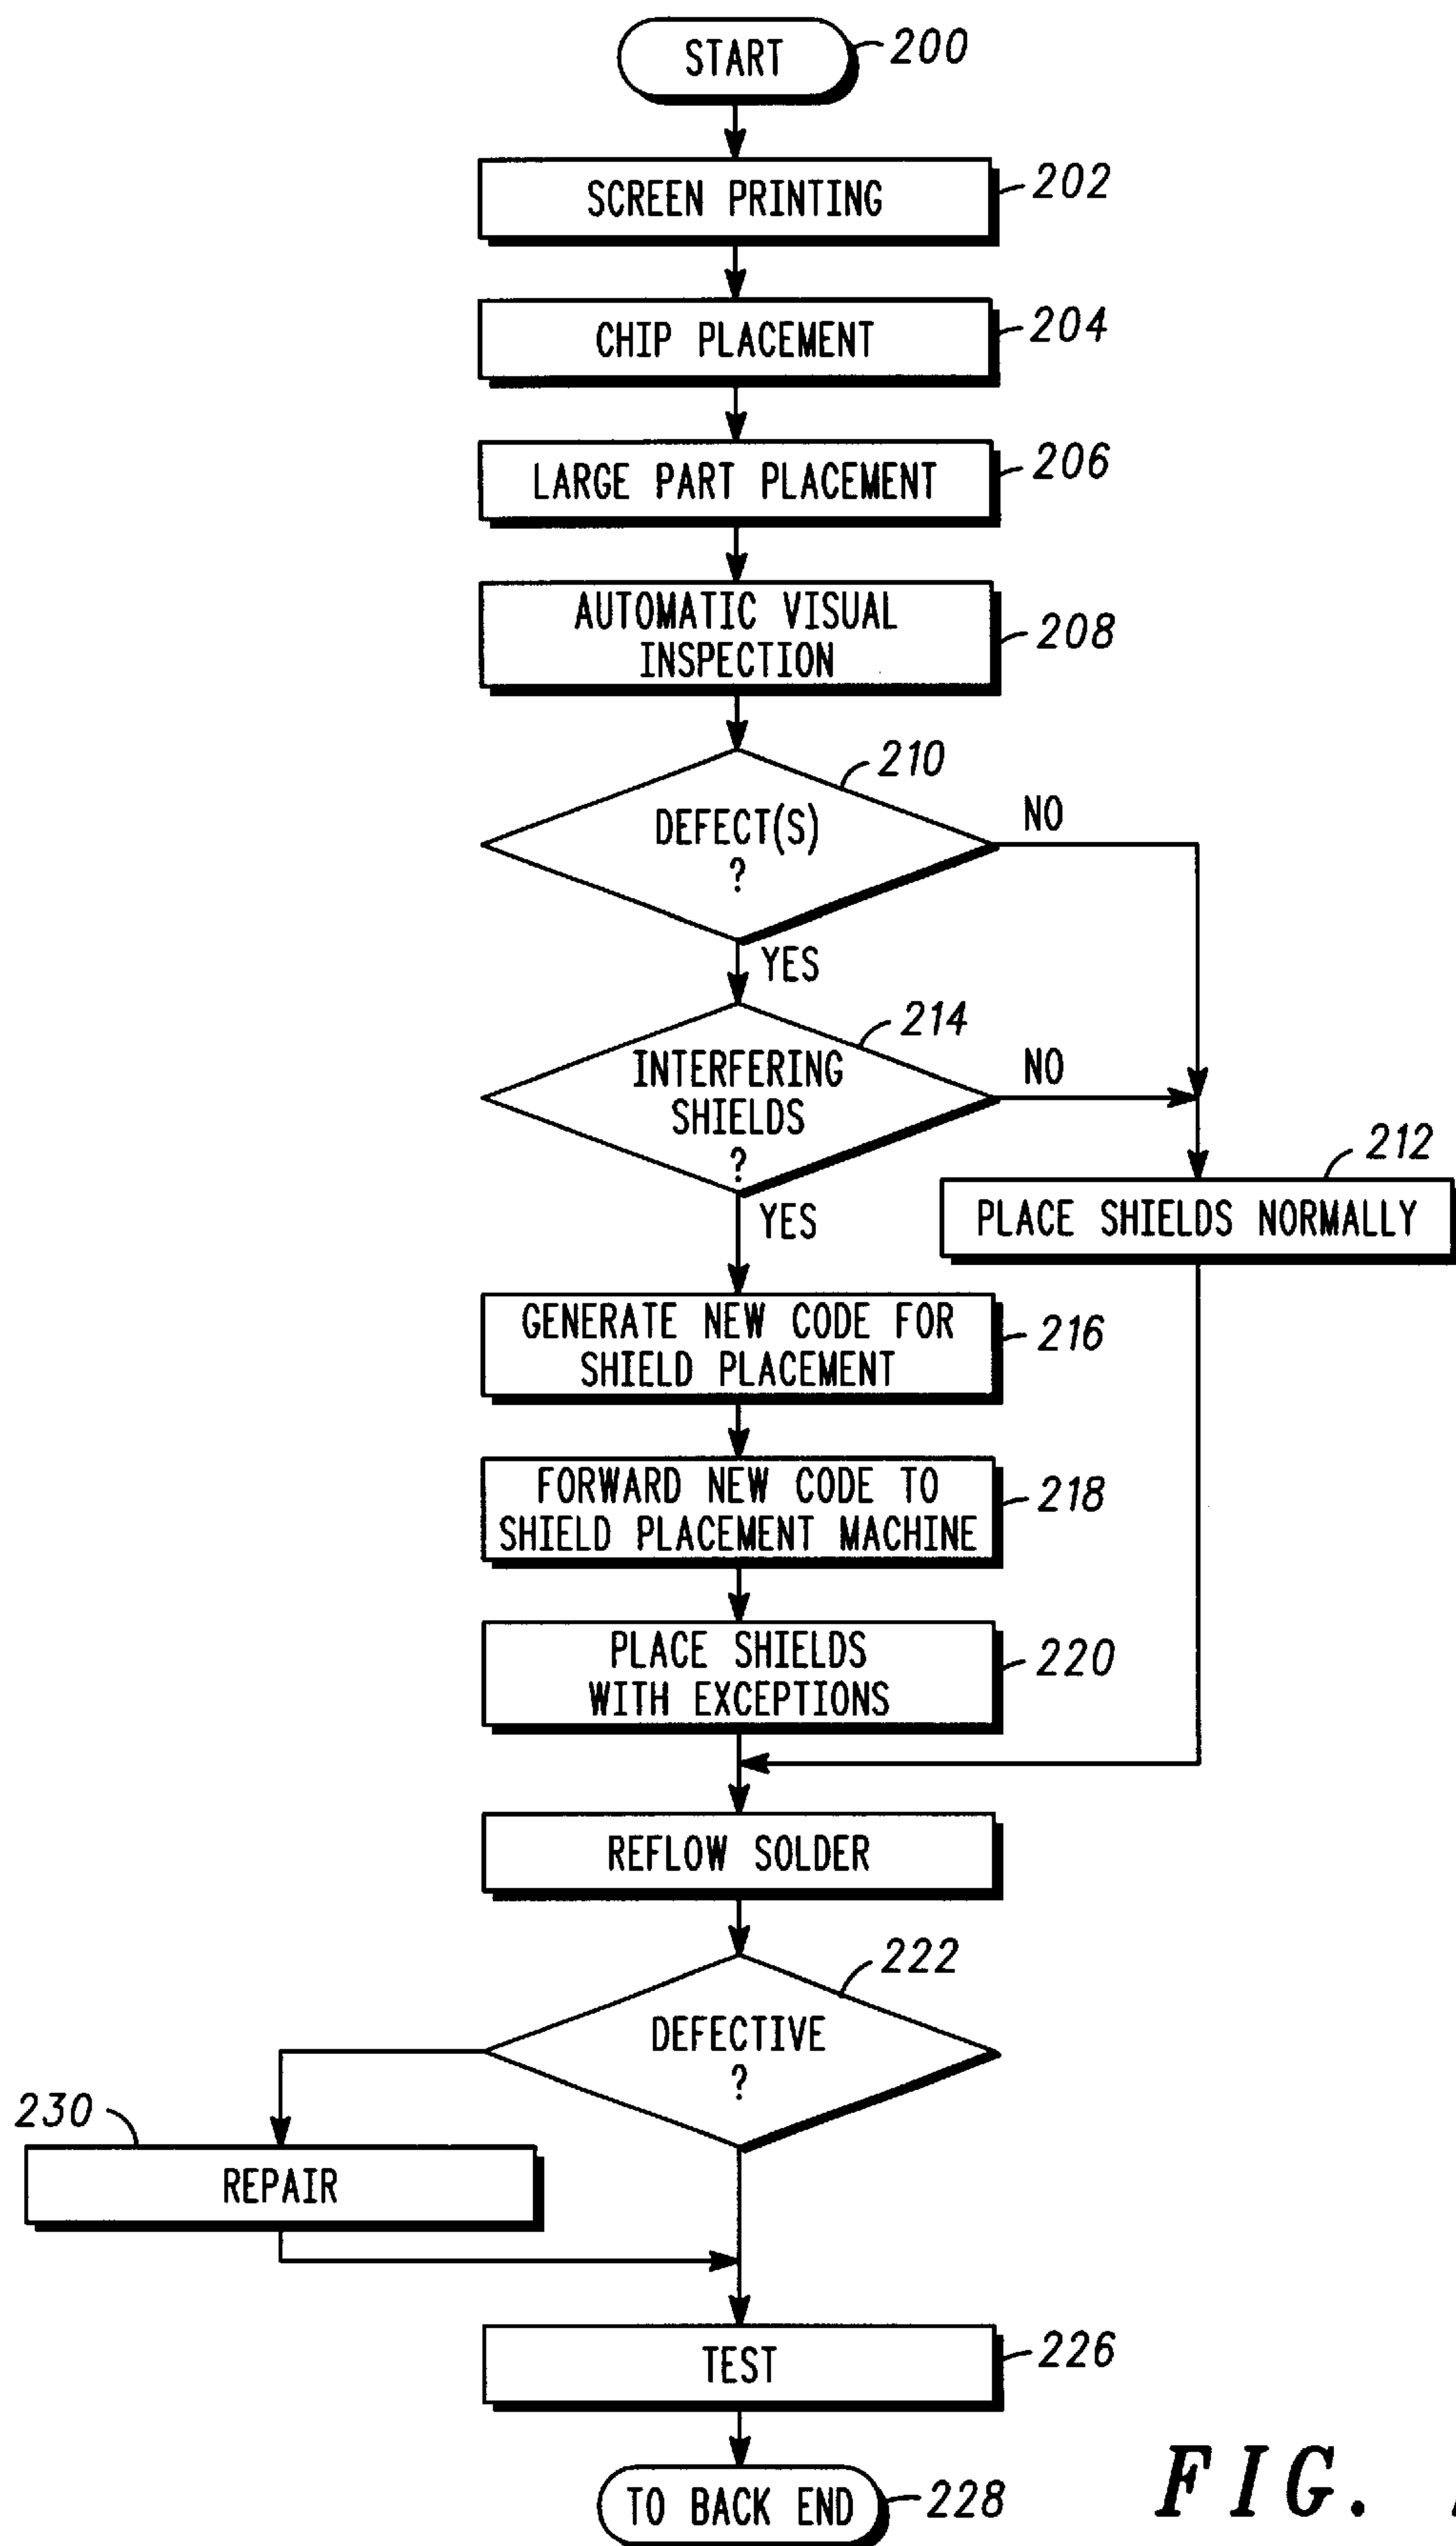 START
200
SCREEN PRINTING
202
CHIP PLACEMENT
204
LARGE PART PLACEMENT
206
AUTOMATIC VISUAL
INSPECTION
208
210
DEFECT(S)
?
NO
YES
214
INTERFERING
SHIELDS
?
NO
YES
212
PLACE SHIELDS NORMALLY
GENERATE NEW CODE FOR
SHIELD PLACEMENT
216
FORWARD NEW CODE TO
SHIELD PLACEMENT MACHINE
218
PLACE SHIELDS
WITH EXCEPTIONS
220
REFLOW SOLDER
222
DEFECTIVE
?
230
REPAIR
TEST
226
TO BACK END
228
FIG.